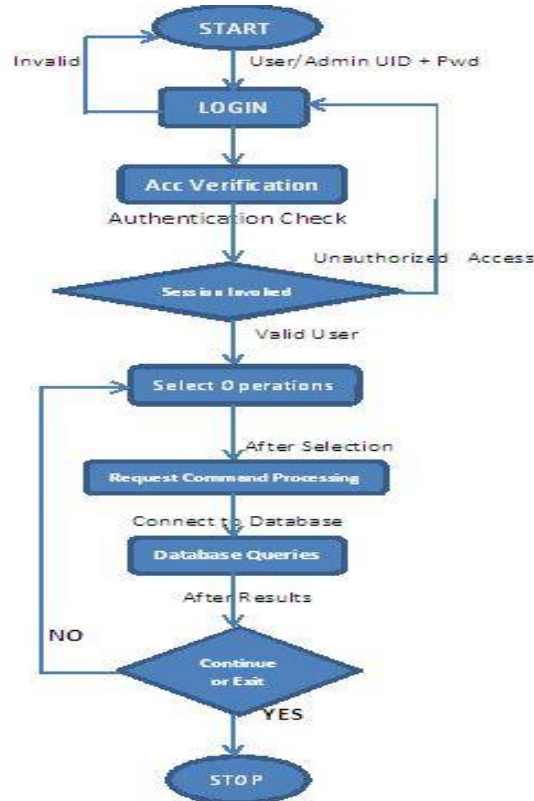 START
Invalid
User/Admin UID + Pwd
LOGIN
Acc Verification
Authentication Check
Unauthorized Access
Session Invoked
Valid User
Select Operations
After Selection
Request Command Processing
Connect to Database
Database Queries
After Results
NO
Continue
or Exit
YES
STOP